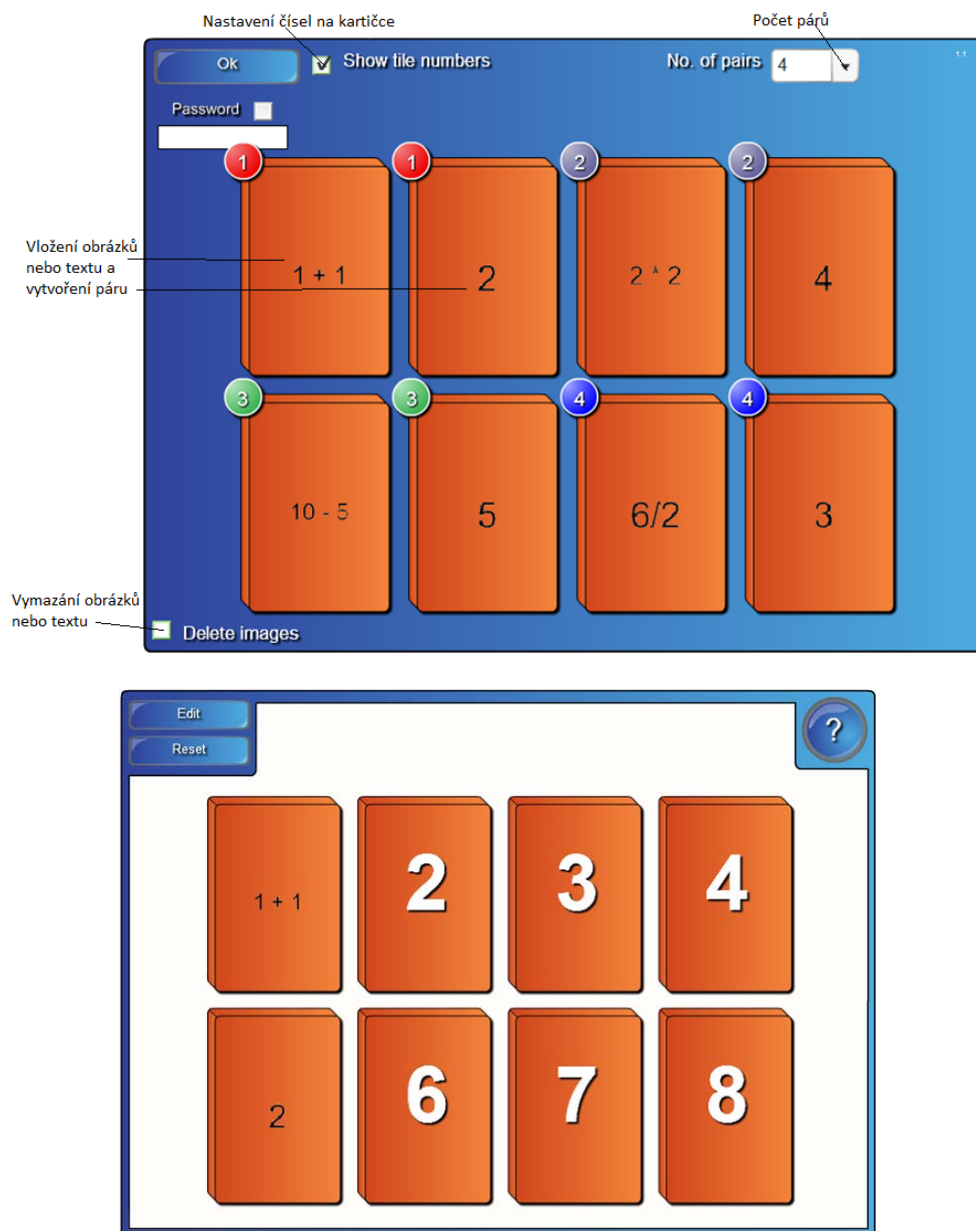 Nastavení čísel na kartičce
Počet párů
Ok
Show tile numbers
No. of pairs
4
1.1
Password
1
1
2
2
Vložení obrázků
nebo textu a
vytvoření páru
1 + 1
2
2 * 2
4
3
3
4
4
10 - 5
5
6/2
3
Vymazání obrázků
nebo textu
Delete images
Edit
Reset
?
1 + 1
2
3
4
2
6
7
8